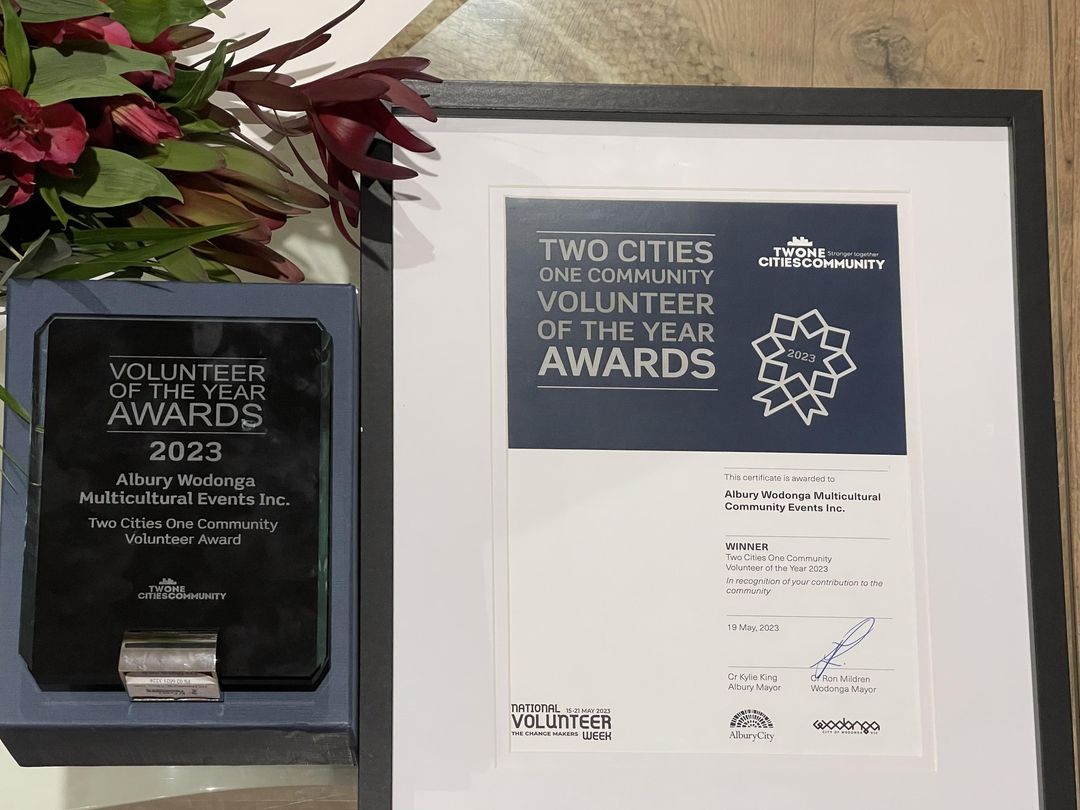 VOLUNTEER
OF THE YEAR
AWARDS
2023
Albury Wodonga
Multicultural Events Inc.
Two Cities One Community
Volunteer Award
TWONE
CITIESCOMMUNITY
TWO CITIES
ONE COMMUNITY
VOLUNTEER
OF THE YEAR
AWARDS
TWONE Stronger together
CITIESCOMMUNITY
2023
This certificate is awarded to
Albury Wodonga Multicultural
Community Events Inc.
WINNER
Two Cities One Community
Volunteer of the Year 2023
In recognition of your contribution to the
community
19 May, 2023
Cr Kylie King
Albury Mayor
Cr Ron Mildren
Wodonga Mayor
NATIONAL 15-21 MAY 2023
VOLUNTEER
THE CHANGE MAKERS WEEK
AlburyCity
wodonga
CITY OF WODONGA VIC